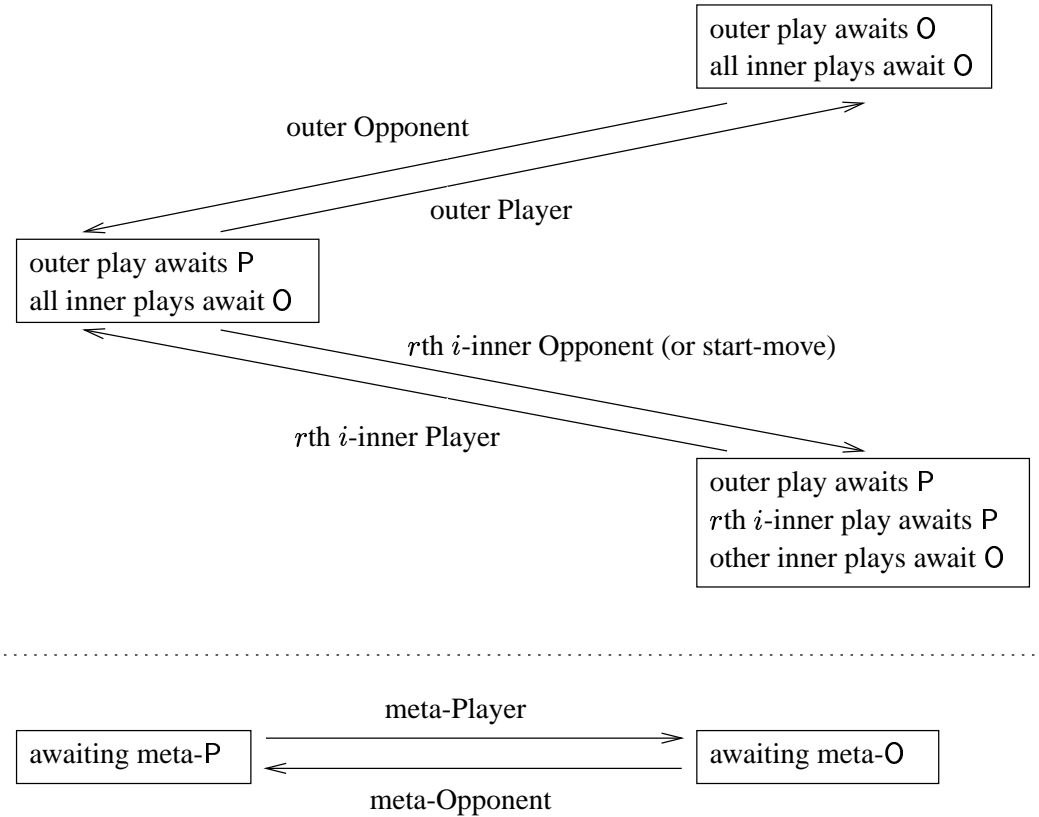 outer play awaits O
all inner plays await O
outer Opponent
outer Player
outer play awaits P
all inner plays await O
rth i-inner Opponent (or start-move)
rth i-inner Player
outer play awaits P
rth i-inner play awaits P
other inner plays await O
meta-Player
awaiting meta-P
awaiting meta-O
meta-Opponent